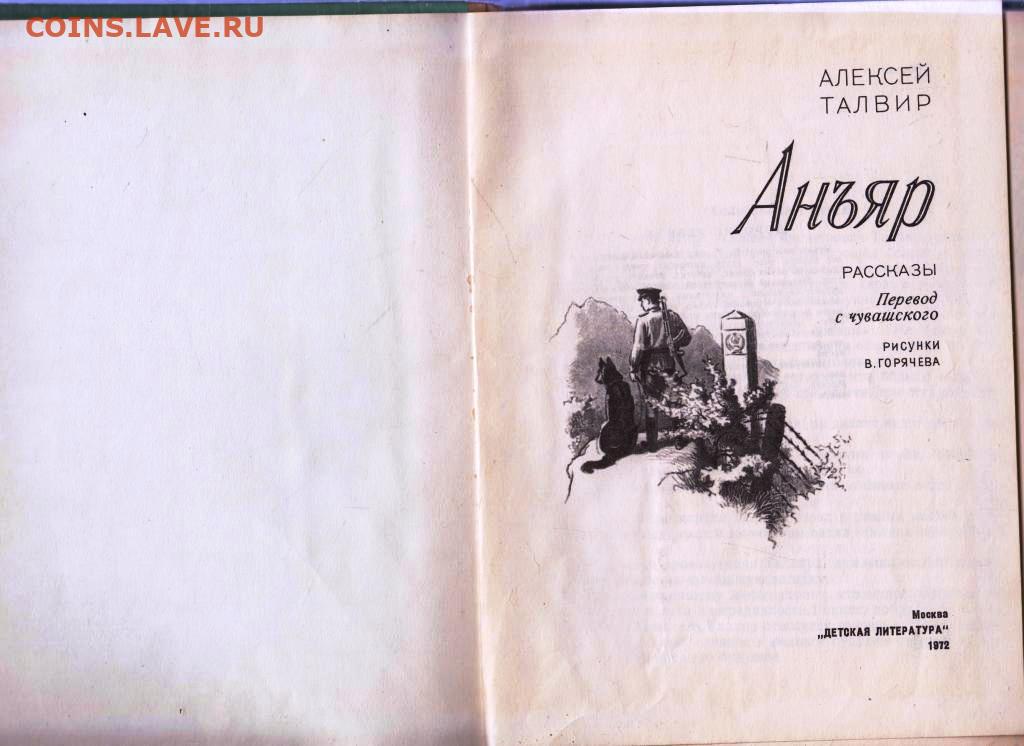 COINS.LAVE.RU
АЛЕКСЕЙ
ТАЛВИР
Анъяр
РАССКАЗЫ
Перевод
с чувашского
РИСУНКИ
В. ГОРЯЧЕВА
Москва
„ДЕТСКАЯ ЛИТЕРАТУРА"
1972